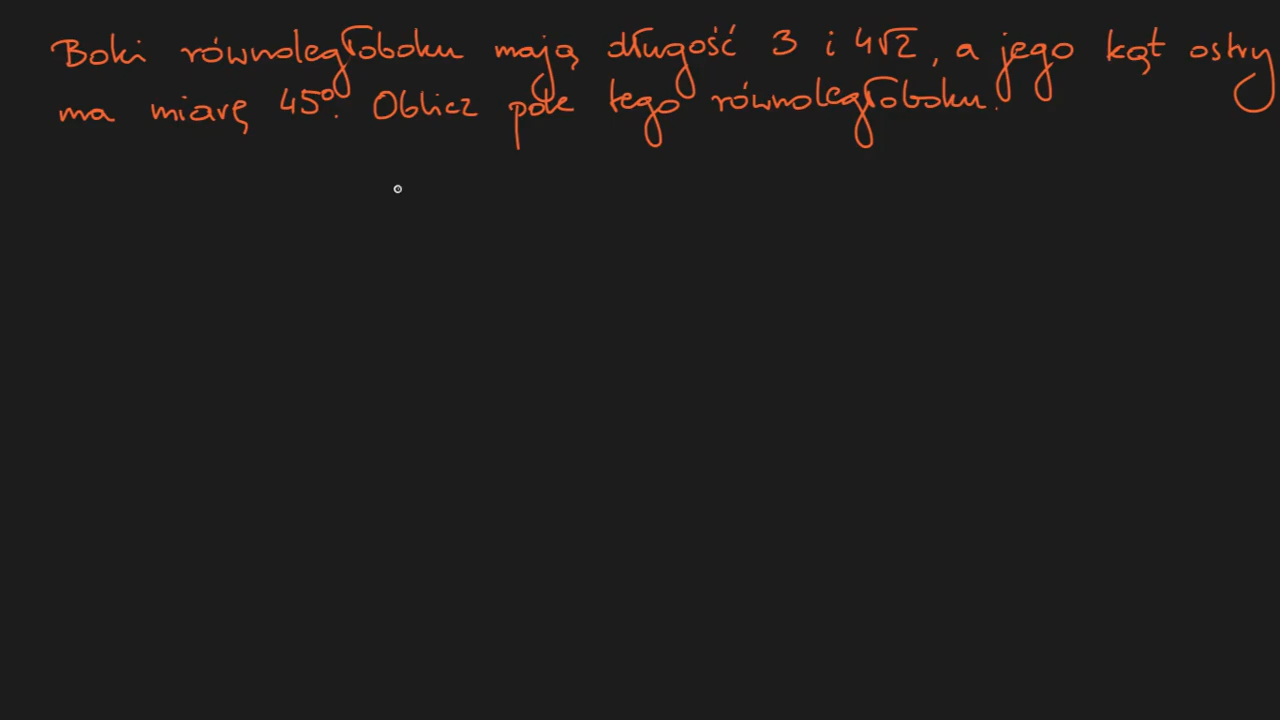 Boki równoległoboku mają długość 3 i 4√2, a jego kąt ostry
ma miarę 45°. Oblicz pole tego równoległoboku.